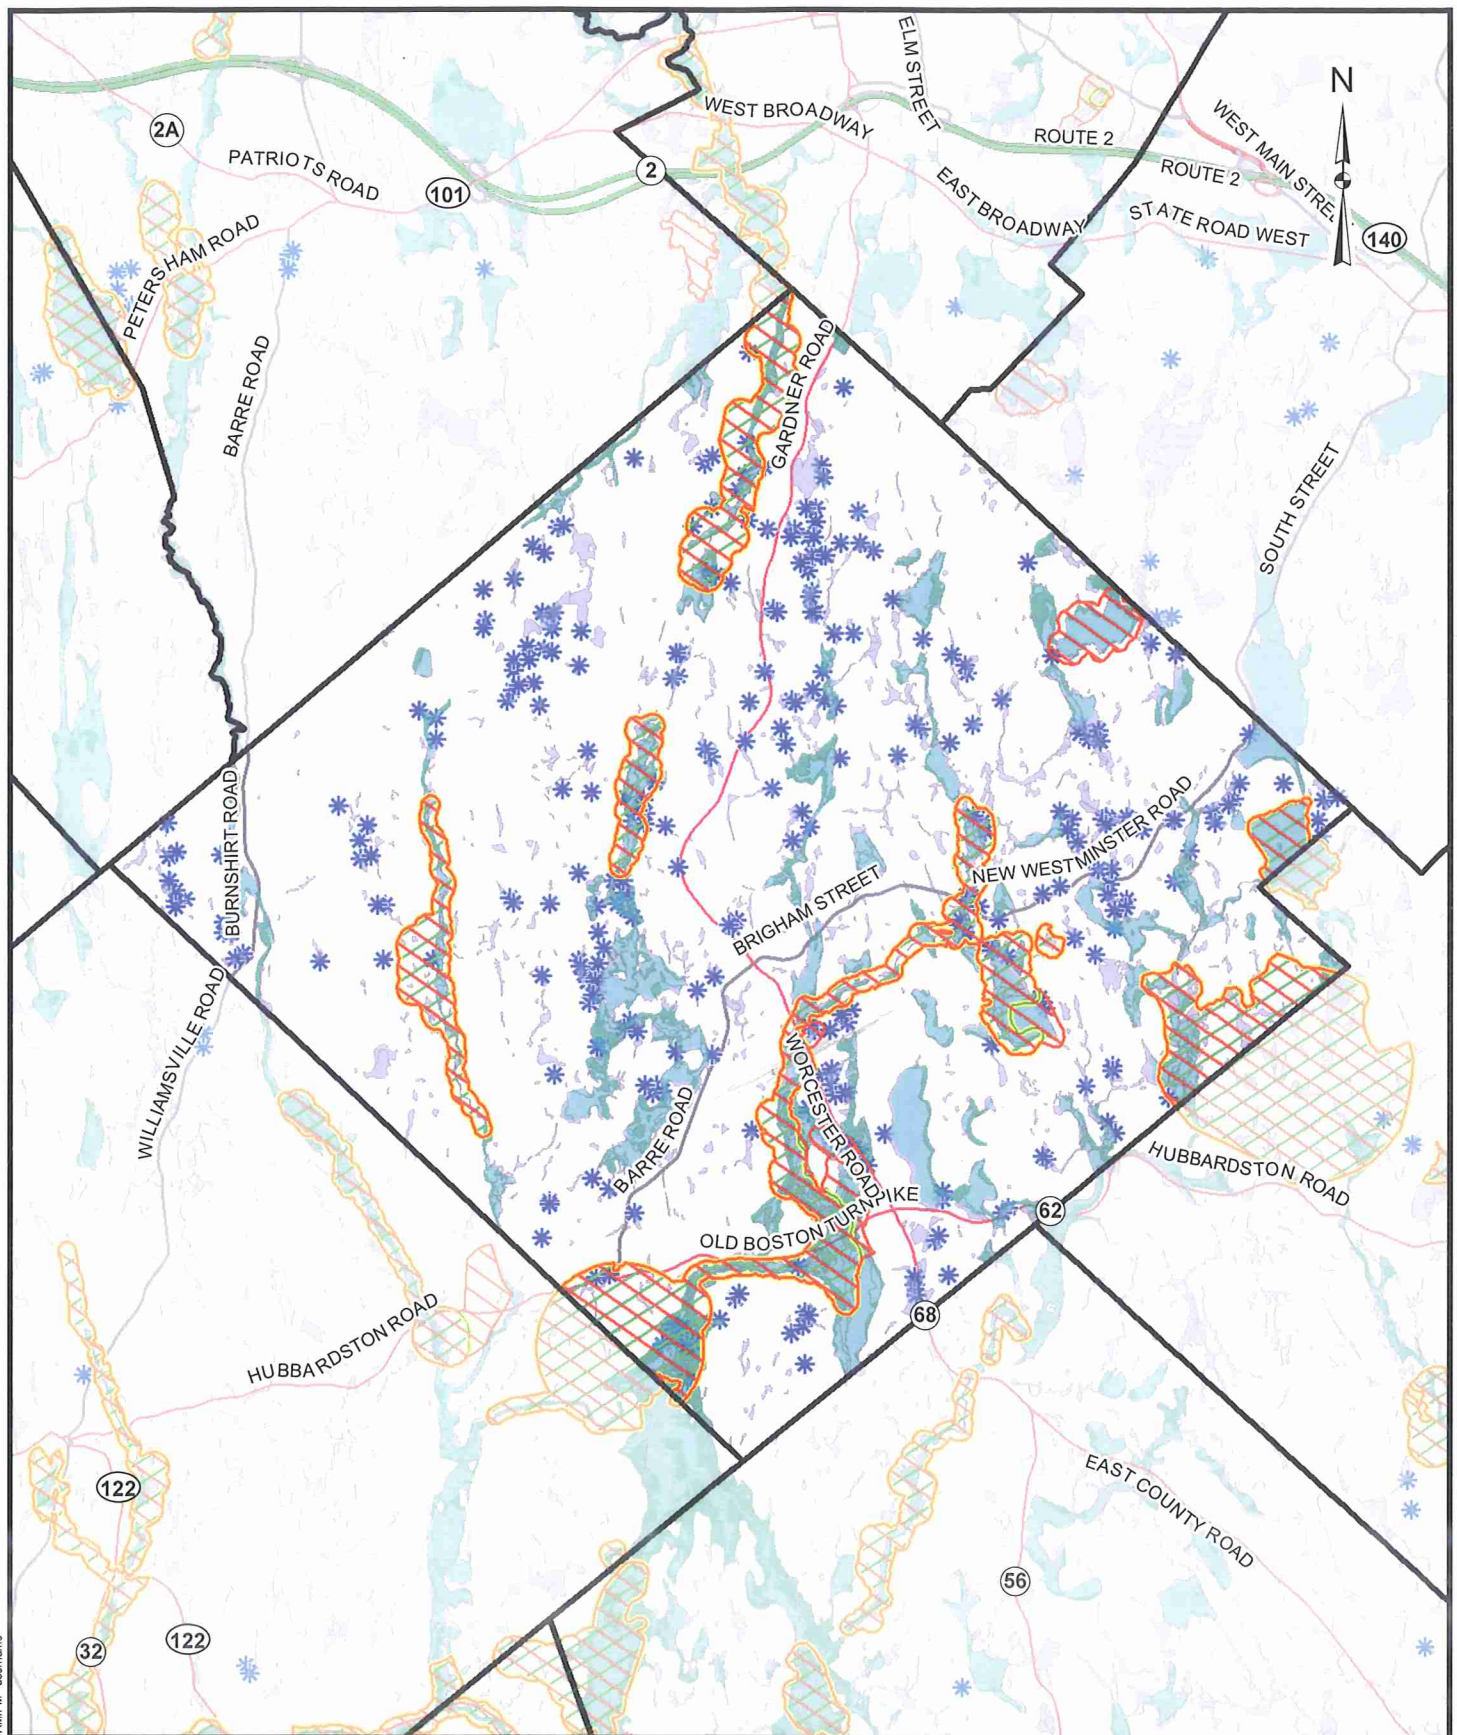 ELM STREET
N
WEST BROADWAY
2A
ROUTE 2
WEST MAIN STREE
PATRIOTS ROAD
2
ROUTE 2
101
EAST BROADWAY
STATE ROAD WEST
140
PETERSHAM ROAD
BARRE ROAD
GARDNER ROAD
SOUTH STREET
BURNSHIRT ROAD
NEW WESTMINSTER ROAD
BRIGHAM STREET
WILLIAMSVILLE ROAD
WORCESTER ROAD
BARRE ROAD
HUBBARDSTON ROAD
OLD BOSTON TURNPIKE
62
68
HUBBARDSTON ROAD
122
EAST COUNTY ROAD
56
32
122